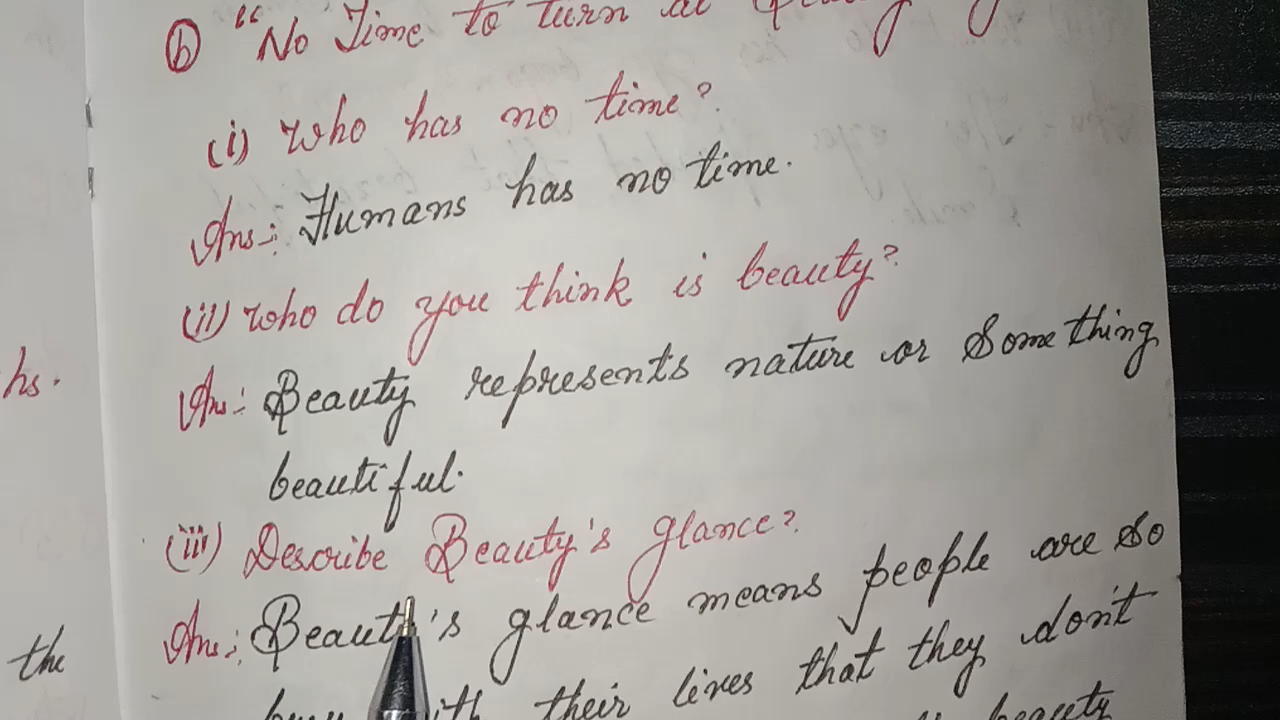 (b) "No Time to turn at
(i) Who has no time?
Ans:- Humans has no time.
(ii) Who do you think is beauty?
hs.
Ans:- Beauty represents nature or Something
beautiful.
(iii) Describe Beauty's glance?
Ans:- Beauty's glance means people are so
the
their lives that they don't
beauty